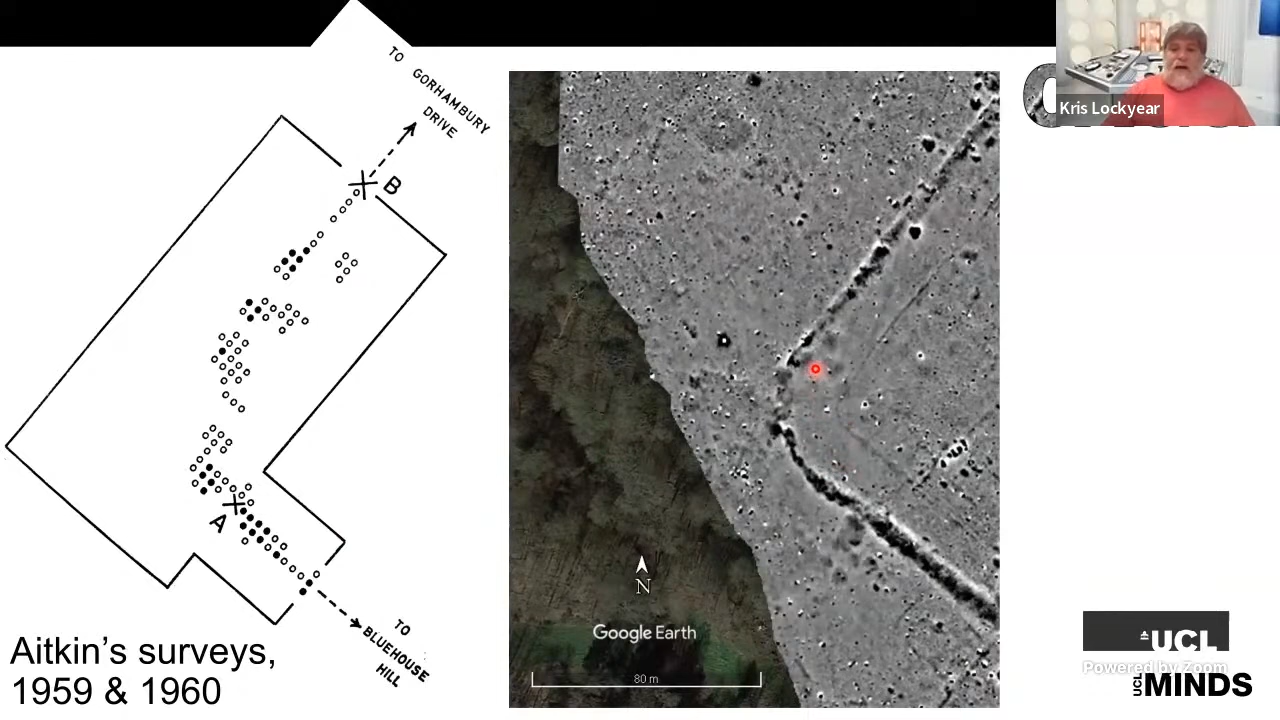 TO GORHAMBURY
DRIVE
B
A
TO
BLUEHOUSE
HILL
Aitkin's surveys,
1959 & 1960
N
Google Earth
80 m
Kris Lockyear
UCL
Powered by Zoom
UCL MINDS